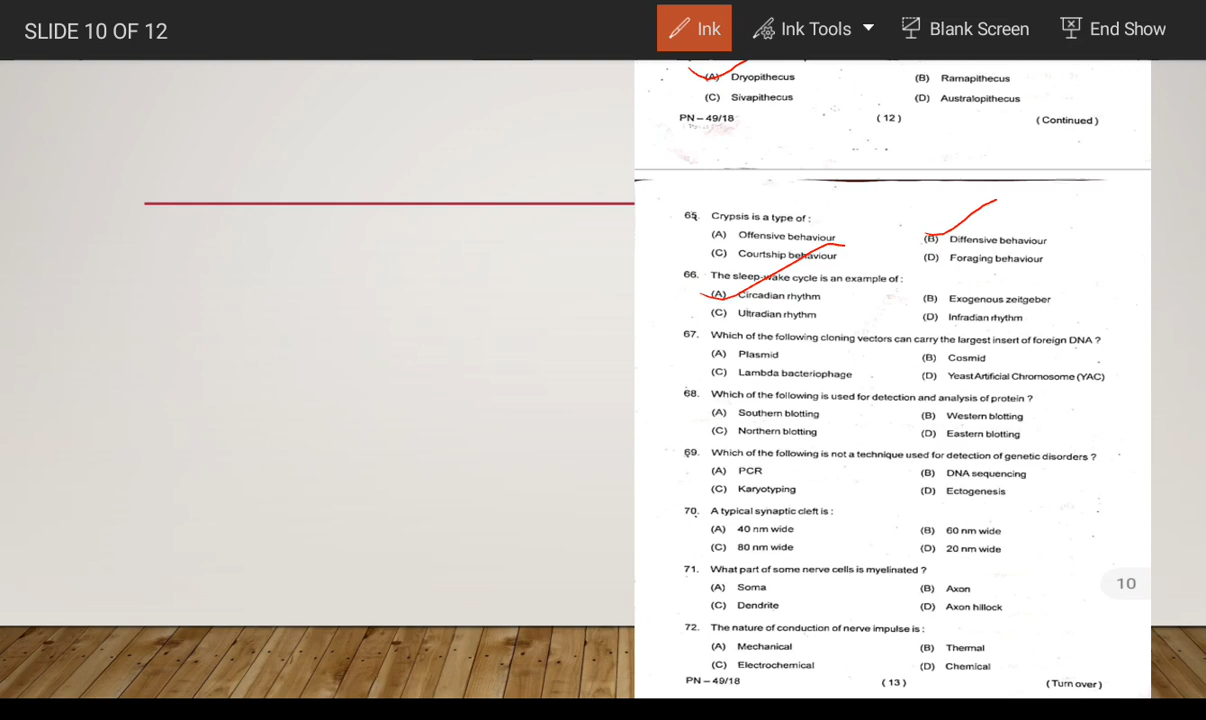 SLIDE 10 OF 12 Ink Ink Tools Blank Screen End Show
(A) Dryopithecus (B) Ramapithecus
(C) Sivapithecus (D) Australopithecus
PN – 49/18 ( 12 ) ( Continued )
65. Crypsis is a type of :
(A) Offensive behaviour (B) Diffensive behaviour
(C) Courtship behaviour (D) Foraging behaviour
66. The sleep-wake cycle is an example of :
(A) Circadian rhythm (B) Exogenous zeitgeber
(C) Ultradian rhythm (D) Infradian rhythm
67. Which of the following cloning vectors can carry the largest insert of foreign DNA ?
(A) Plasmid (B) Cosmid
(C) Lambda bacteriophage (D) Yeast Artificial Chromosome (YAC)
68. Which of the following is used for detection and analysis of protein ?
(A) Southern blotting (B) Western blotting
(C) Northern blotting (D) Eastern blotting
69. Which of the following is not a technique used for detection of genetic disorders ?
(A) PCR (B) DNA sequencing
(C) Karyotyping (D) Ectogenesis
70. A typical synaptic cleft is :
(A) 40 nm wide (B) 60 nm wide
(C) 80 nm wide (D) 20 nm wide
71. What part of some nerve cells is myelinated ?
(A) Soma (B) Axon
(C) Dendrite (D) Axon hillock
10
72. The nature of conduction of nerve impulse is :
(A) Mechanical (B) Thermal
(C) Electrochemical (D) Chemical
PN – 49/18 ( 13 ) ( Turn over )